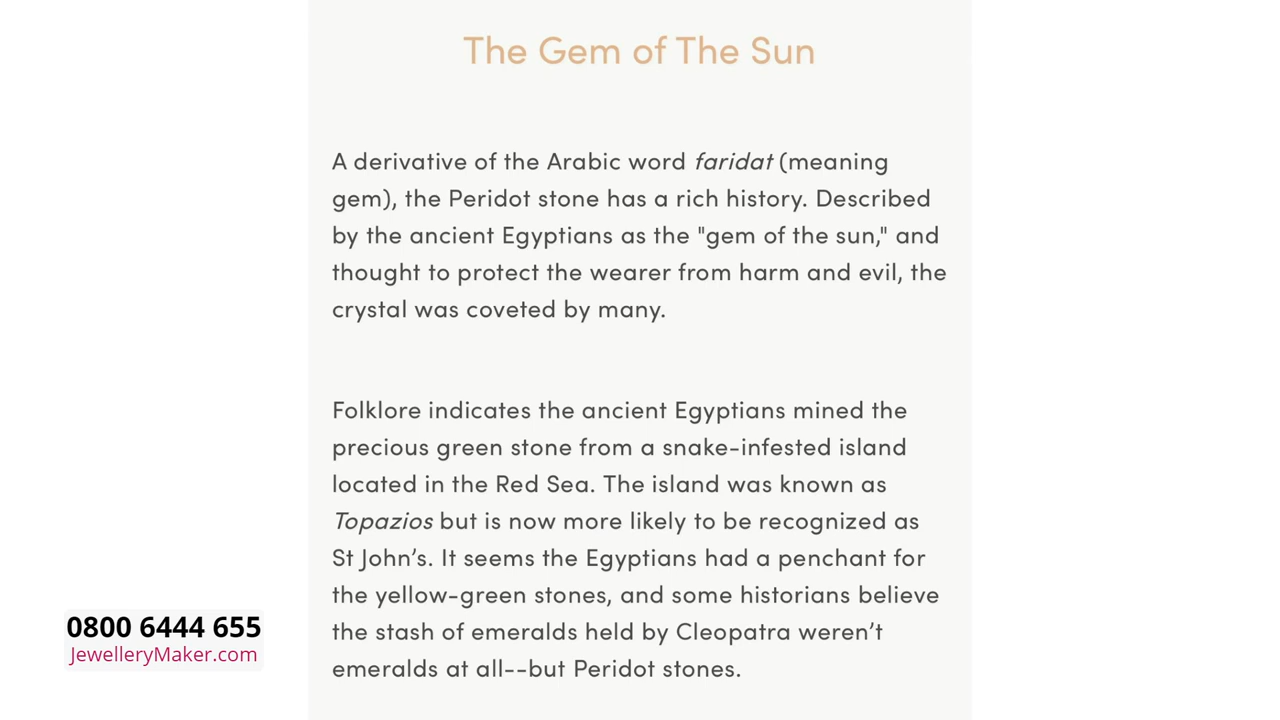 The Gem of The Sun
A derivative of the Arabic word faridat (meaning
gem), the Peridot stone has a rich history. Described
by the ancient Egyptians as the "gem of the sun," and
thought to protect the wearer from harm and evil, the
crystal was coveted by many.
Folklore indicates the ancient Egyptians mined the
precious green stone from a snake-infested island
located in the Red Sea. The island was known as
Topazios but is now more likely to be recognized as
St John’s. It seems the Egyptians had a penchant for
the yellow-green stones, and some historians believe
the stash of emeralds held by Cleopatra weren’t
emeralds at all--but Peridot stones.
0800 6444 655
JewelleryMaker.com